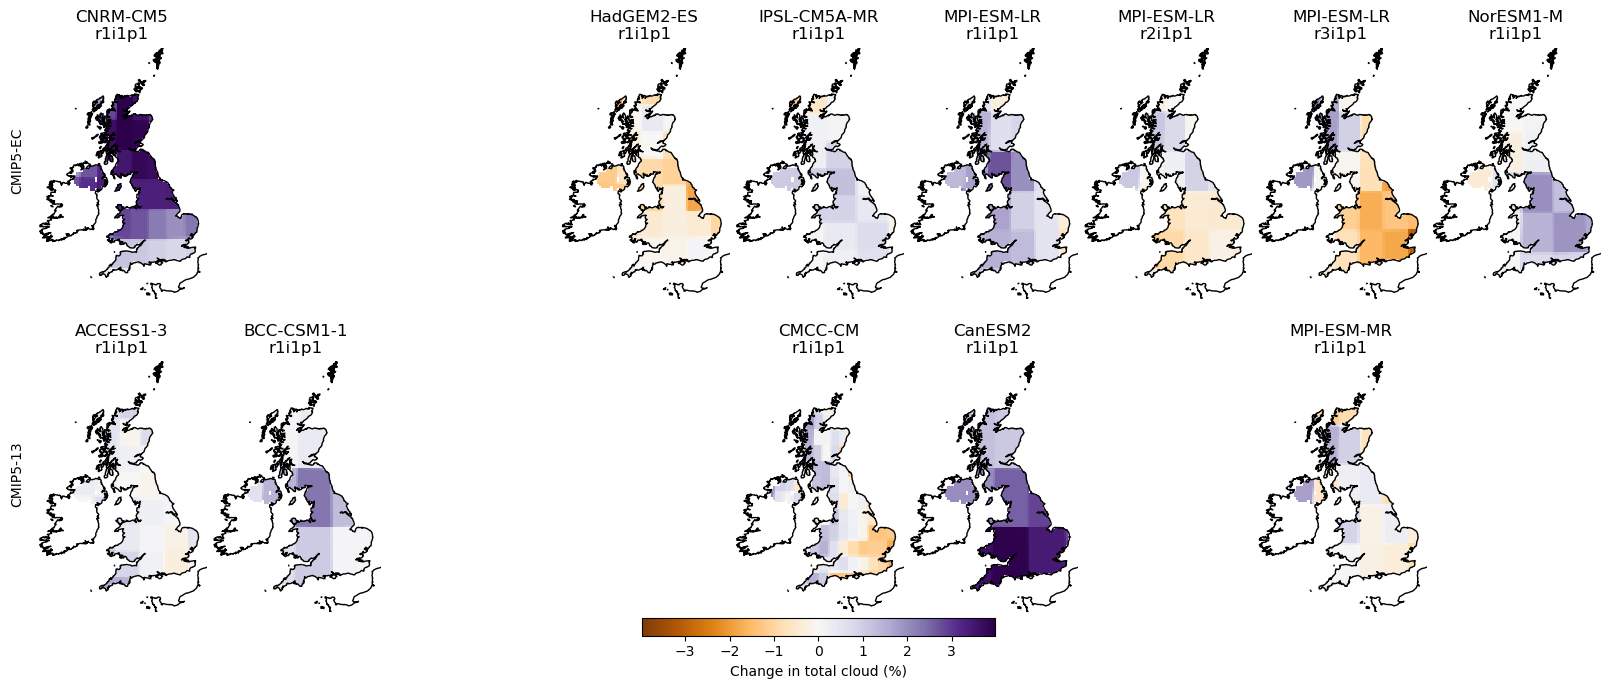 CNRM-CM5
r1i1p1
HadGEM2-ES
r1i1p1
IPSL-CM5A-MR
r1i1p1
MPI-ESM-LR
r1i1p1
MPI-ESM-LR
r2i1p1
MPI-ESM-LR
r3i1p1
NorESM1-M
r1i1p1
CMIP5-EC
ACCESS1-3
r1i1p1
BCC-CSM1-1
r1i1p1
CMCC-CM
r1i1p1
CanESM2
r1i1p1
MPI-ESM-MR
r1i1p1
CMIP5-13
−3 −2 −1 0 1 2 3
Change in total cloud (%)